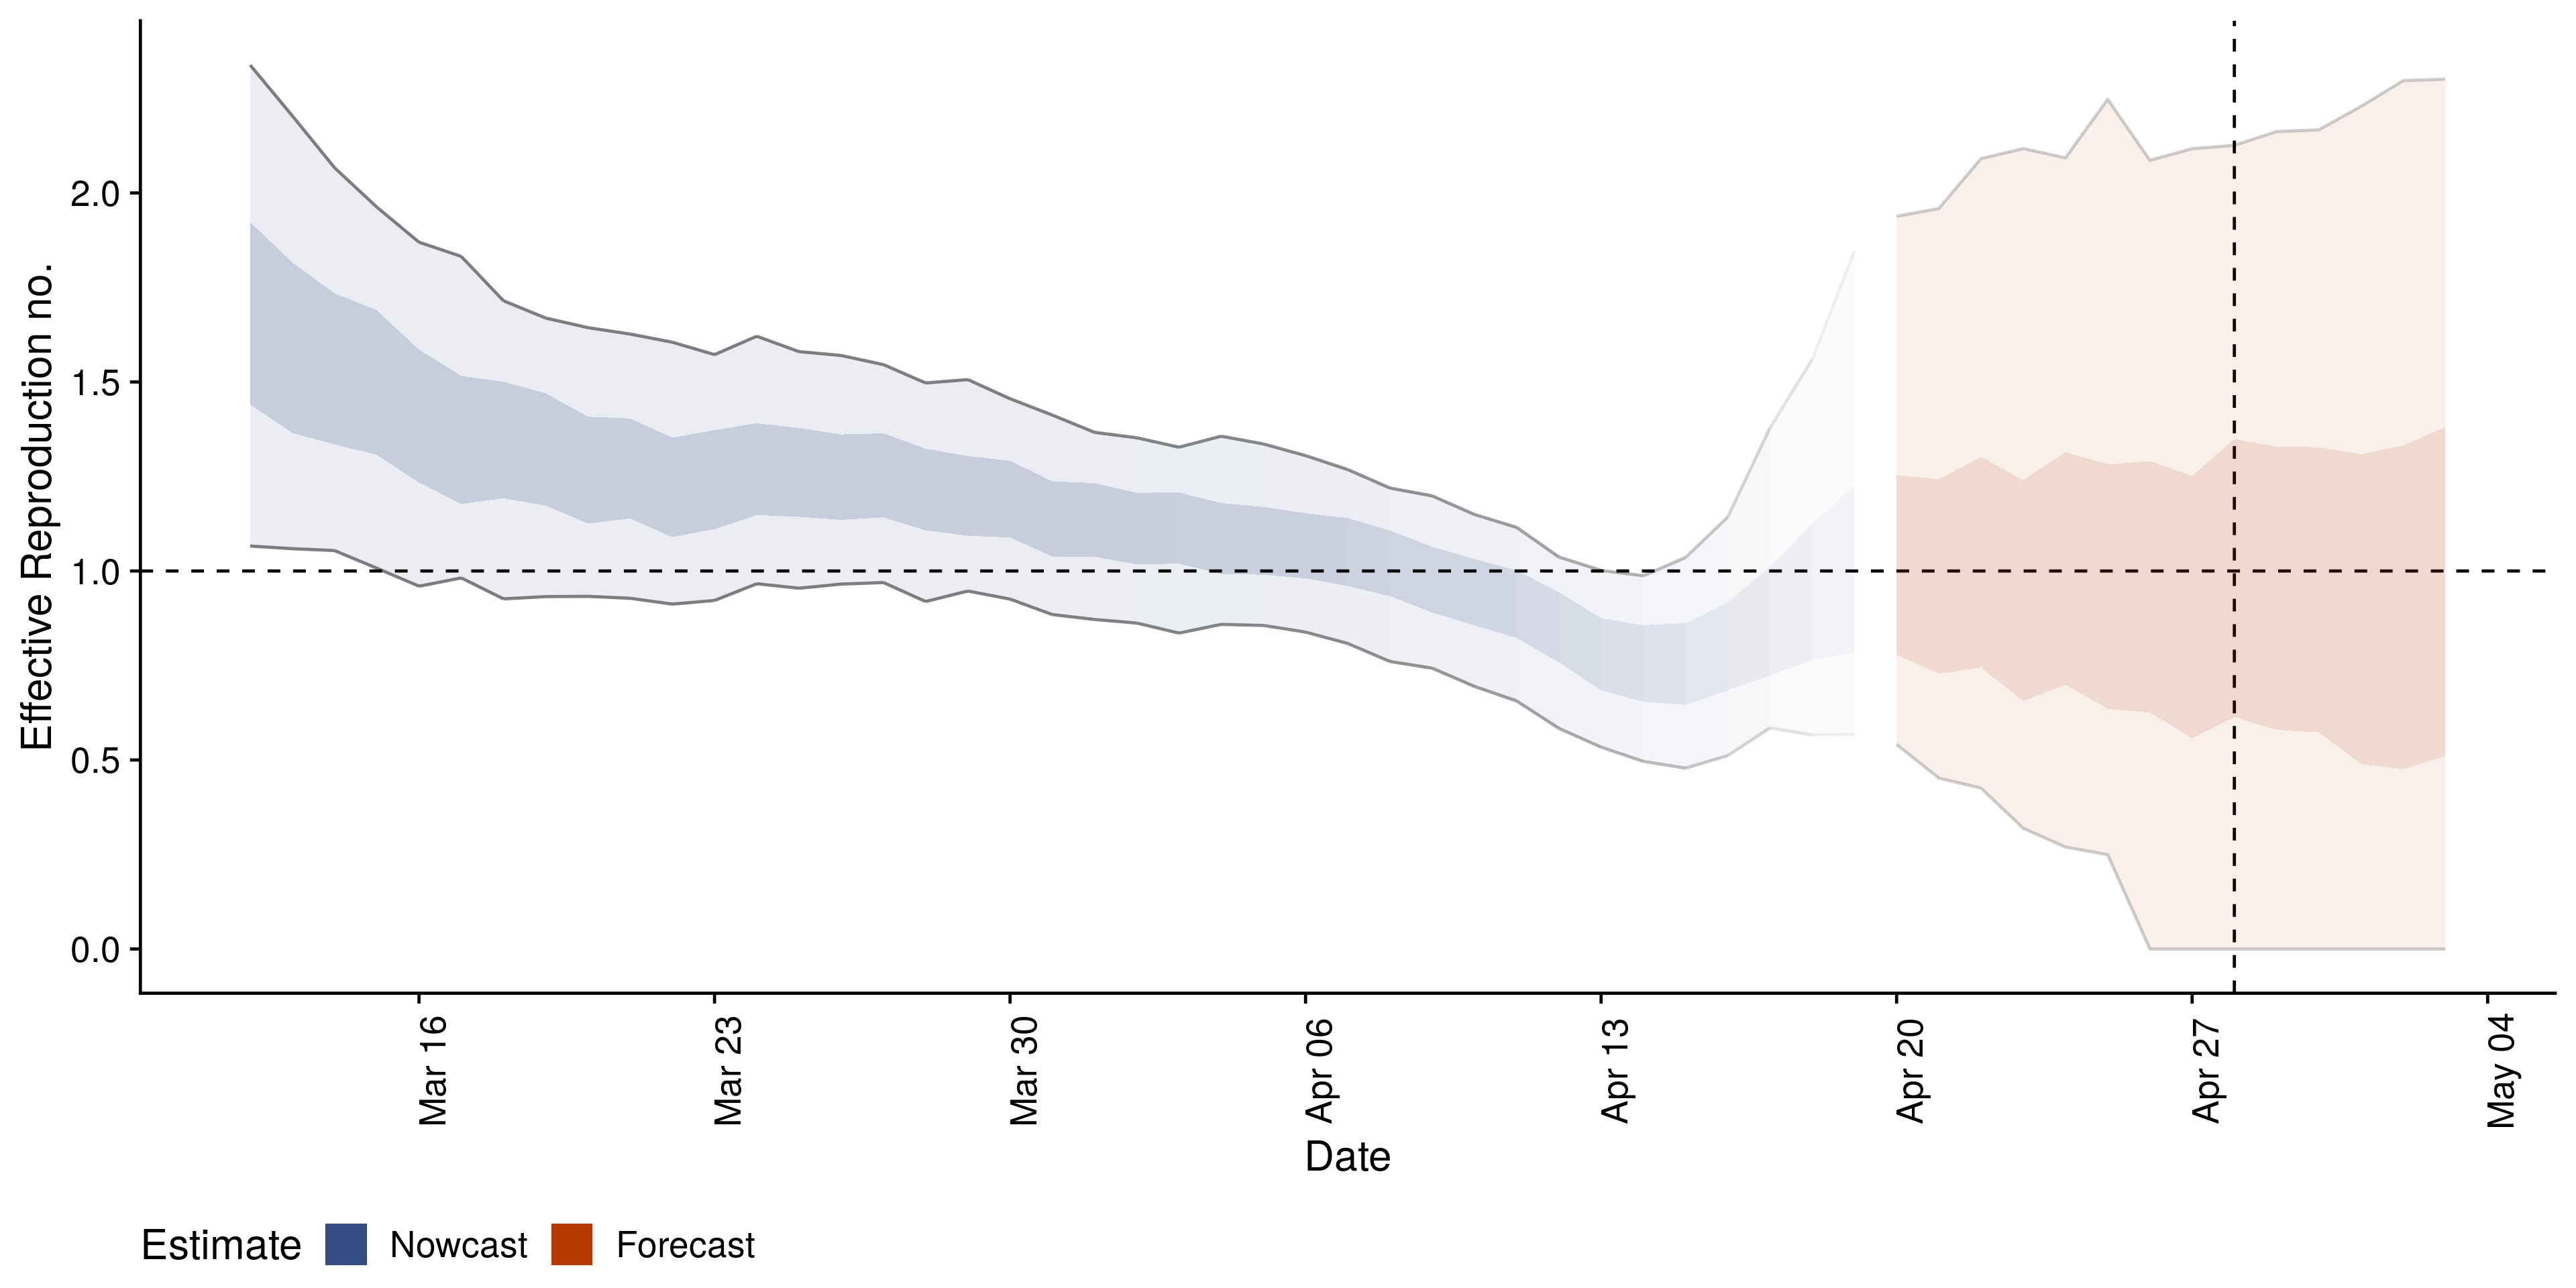 Effective Reproduction no.
2.0
1.5
1.0
0.5
0.0
Mar 16
Mar 23
Mar 30
Apr 06
Apr 13
Apr 20
Apr 27
May 04
Date
Estimate Nowcast Forecast